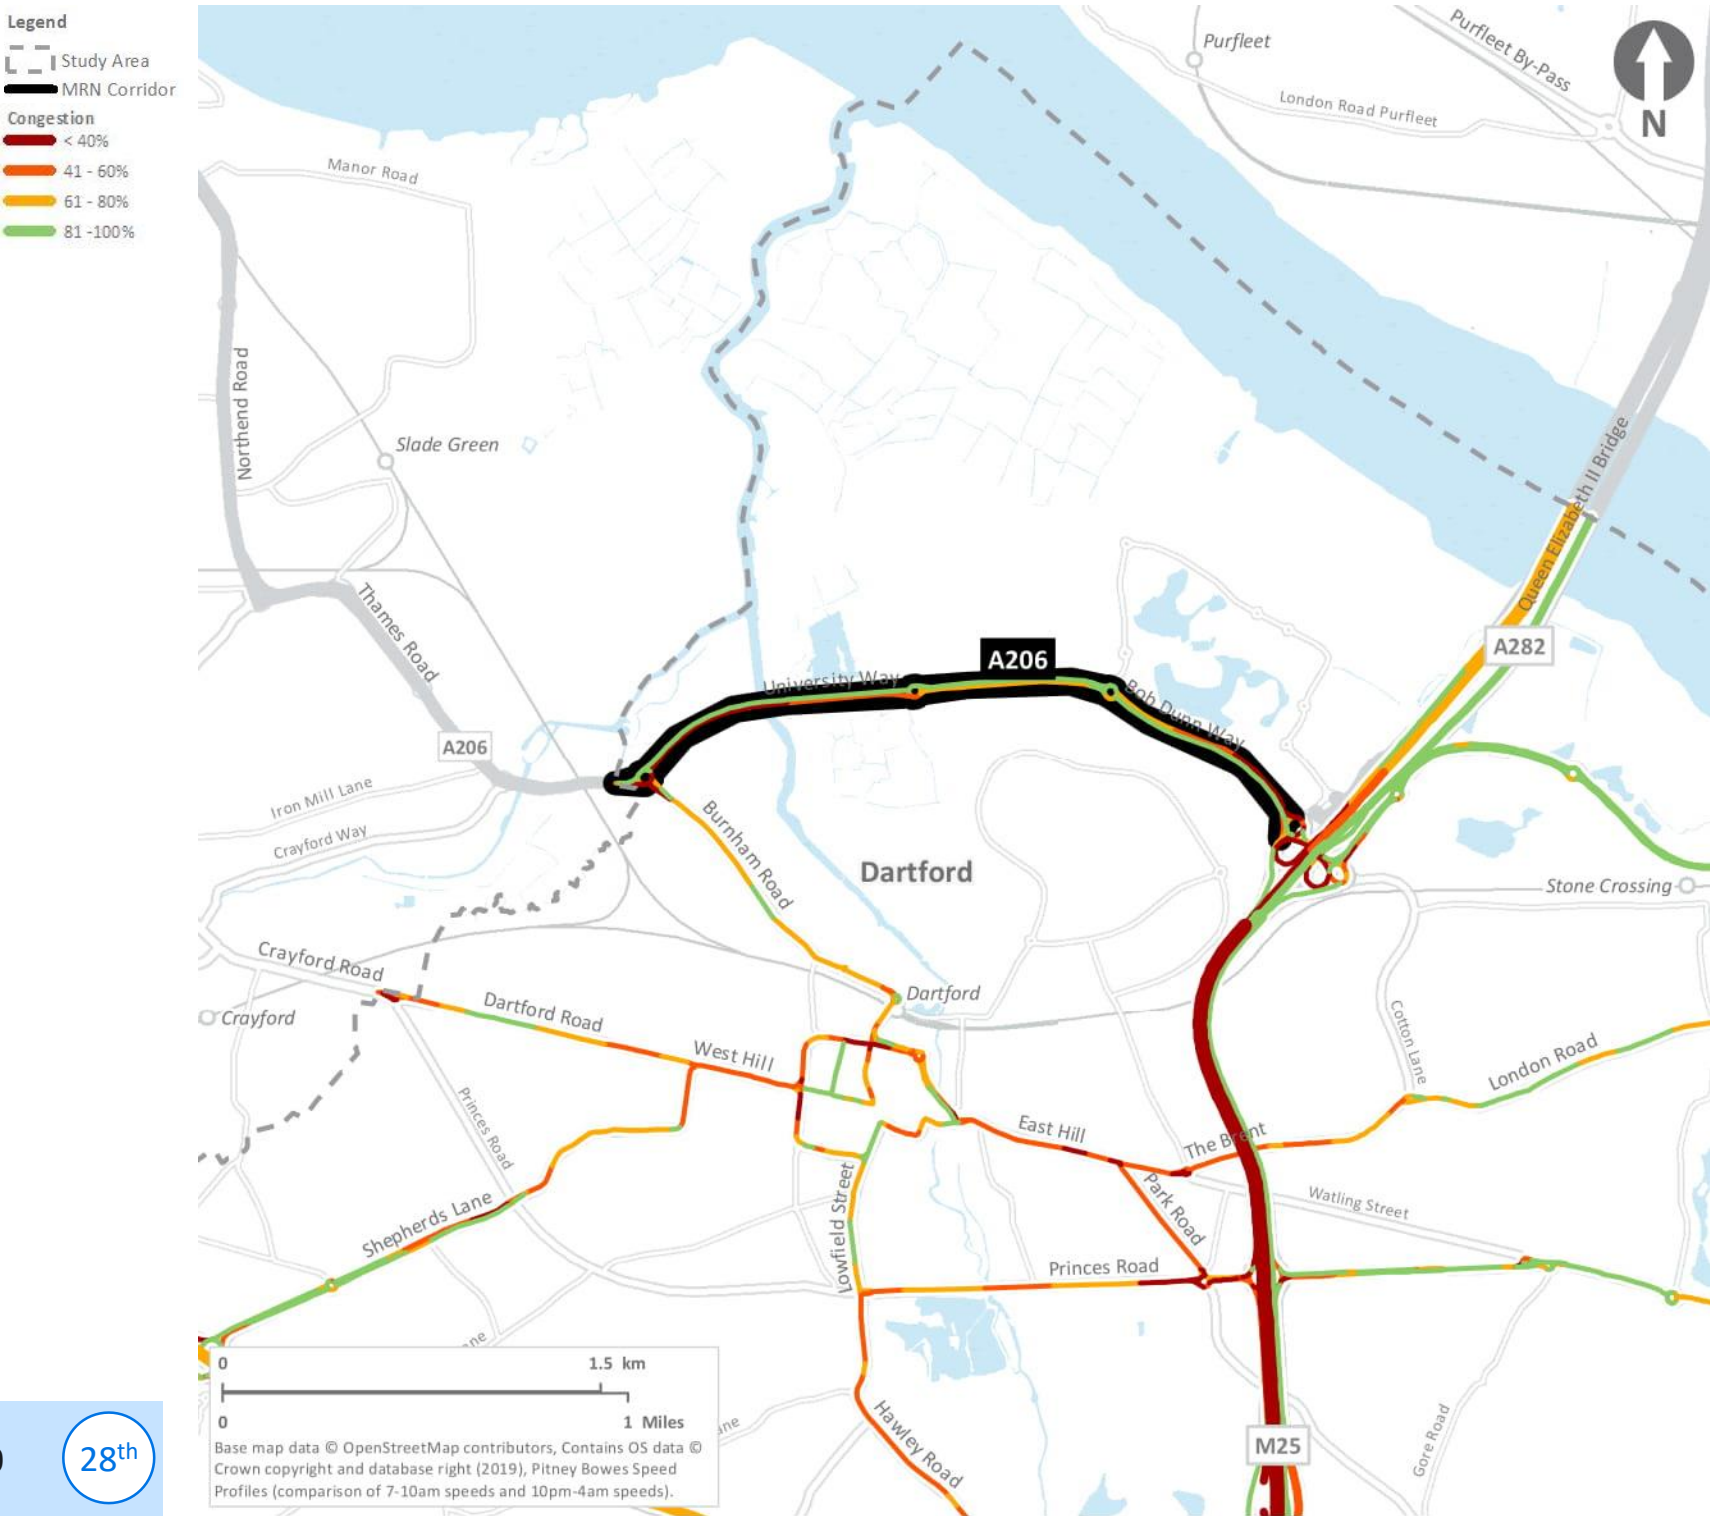 Legend
Study Area
MRN Corridor
Congestion
< 40%
41 - 60%
61 - 80%
81 -100%
Purfleet
Purfleet By-Pass
London Road Purfleet
N
Manor Road
Northend Road
Slade Green
Queen Elizabeth II Bridge
Thames Road
A206
A282
University Way
Bob Dunn Way
A206
Iron Mill Lane
Crayford Way
Burnham Road
Dartford
Stone Crossing
Crayford Road
Dartford Road
Dartford
Crayford
West Hill
Cotton Lane
London Road
Princes Road
East Hill
The Brent
Park Road
Watling Street
Shepherds Lane
Lowfield Street
Princes Road
ane
0
1.5 km
0
1 Miles
ane
Hawley Road
M25
Gore Road
Base map data © OpenStreetMap contributors, Contains OS data ©
Crown copyright and database right (2019), Pitney Bowes Speed
Profiles (comparison of 7-10am speeds and 10pm-4am speeds).
28th